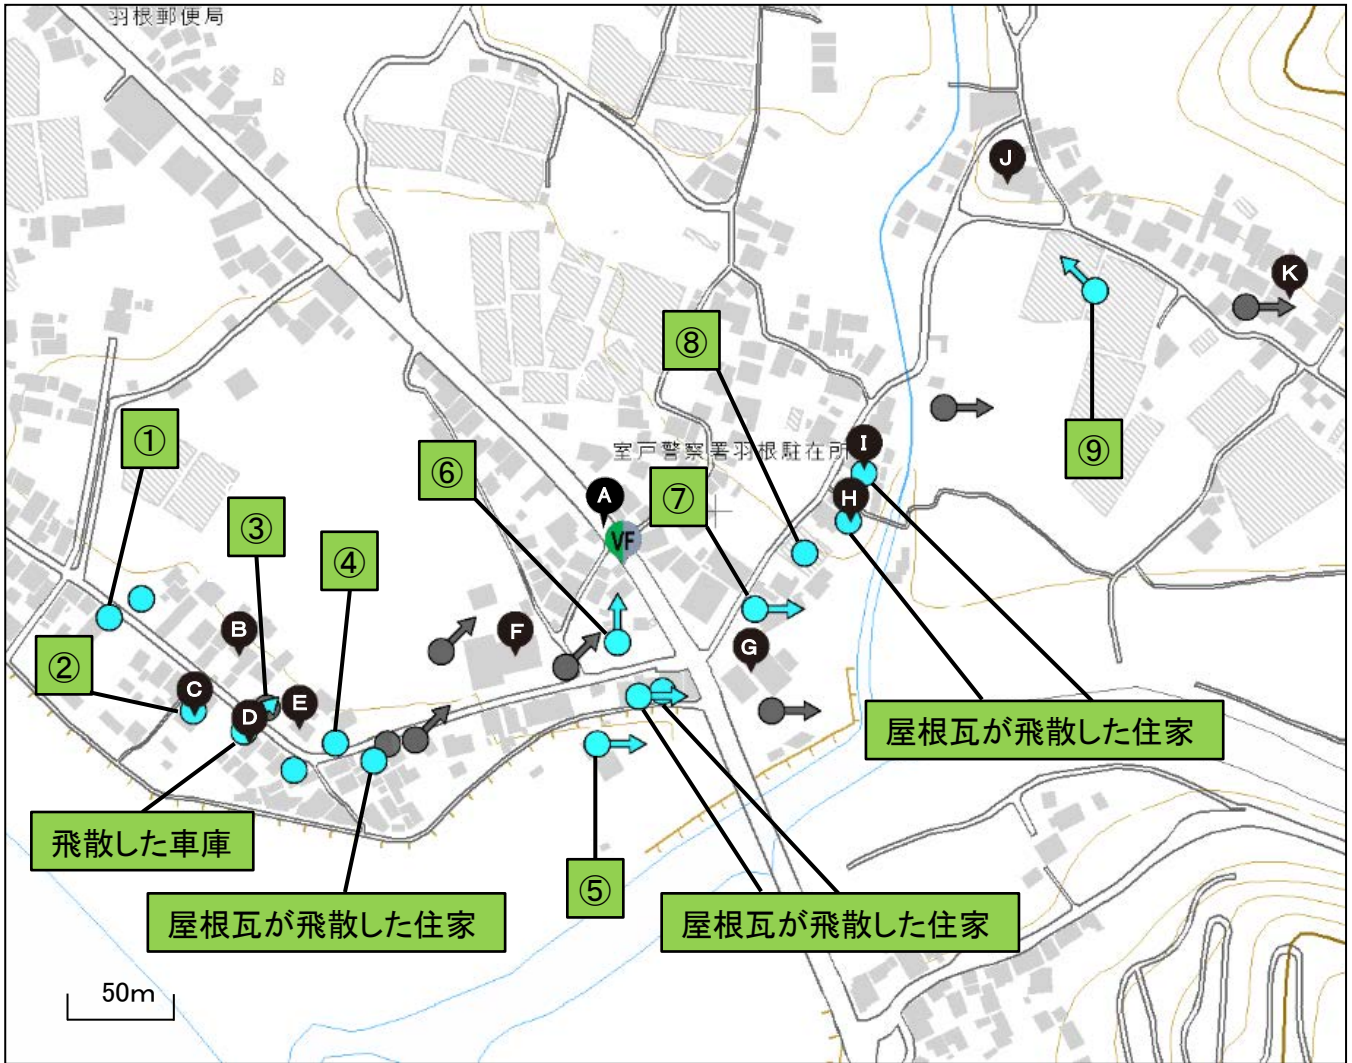 羽根郵便局
J
K
⑧
①
⑥
室戸警察署羽根駐在所
I
⑨
A
⑦
H
③
VF
④
B
F
②
G
C
E
D
屋根瓦が飛散した住家
飛散した車庫
⑤
屋根瓦が飛散した住家
屋根瓦が飛散した住家
50m